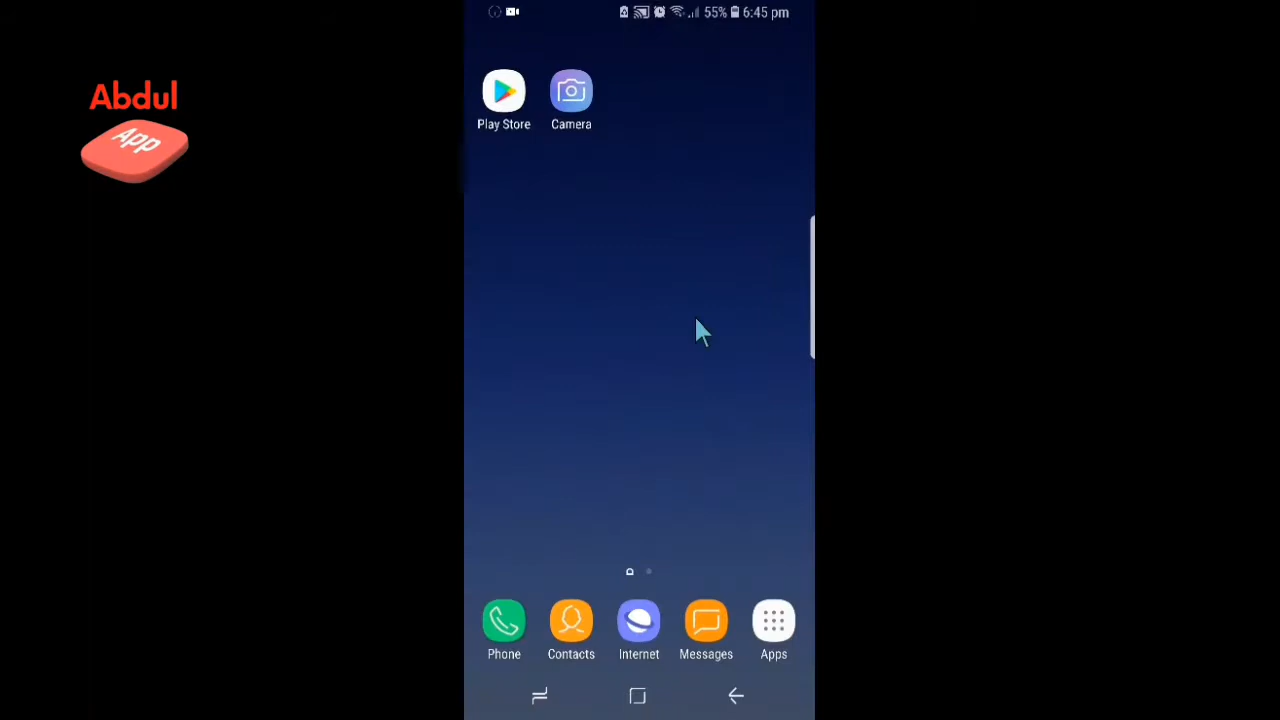 55% 6:45 pm
Abdul
App
Play Store Camera
Phone Contacts Internet Messages Apps